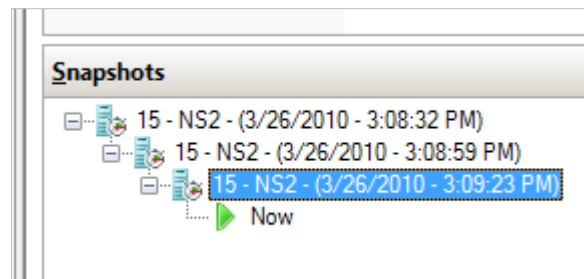 Snapshots
15 - NS2 - (3/26/2010 - 3:08:32 PM)
15 - NS2 - (3/26/2010 - 3:08:59 PM)
15 - NS2 - (3/26/2010 - 3:09:23 PM)
Now